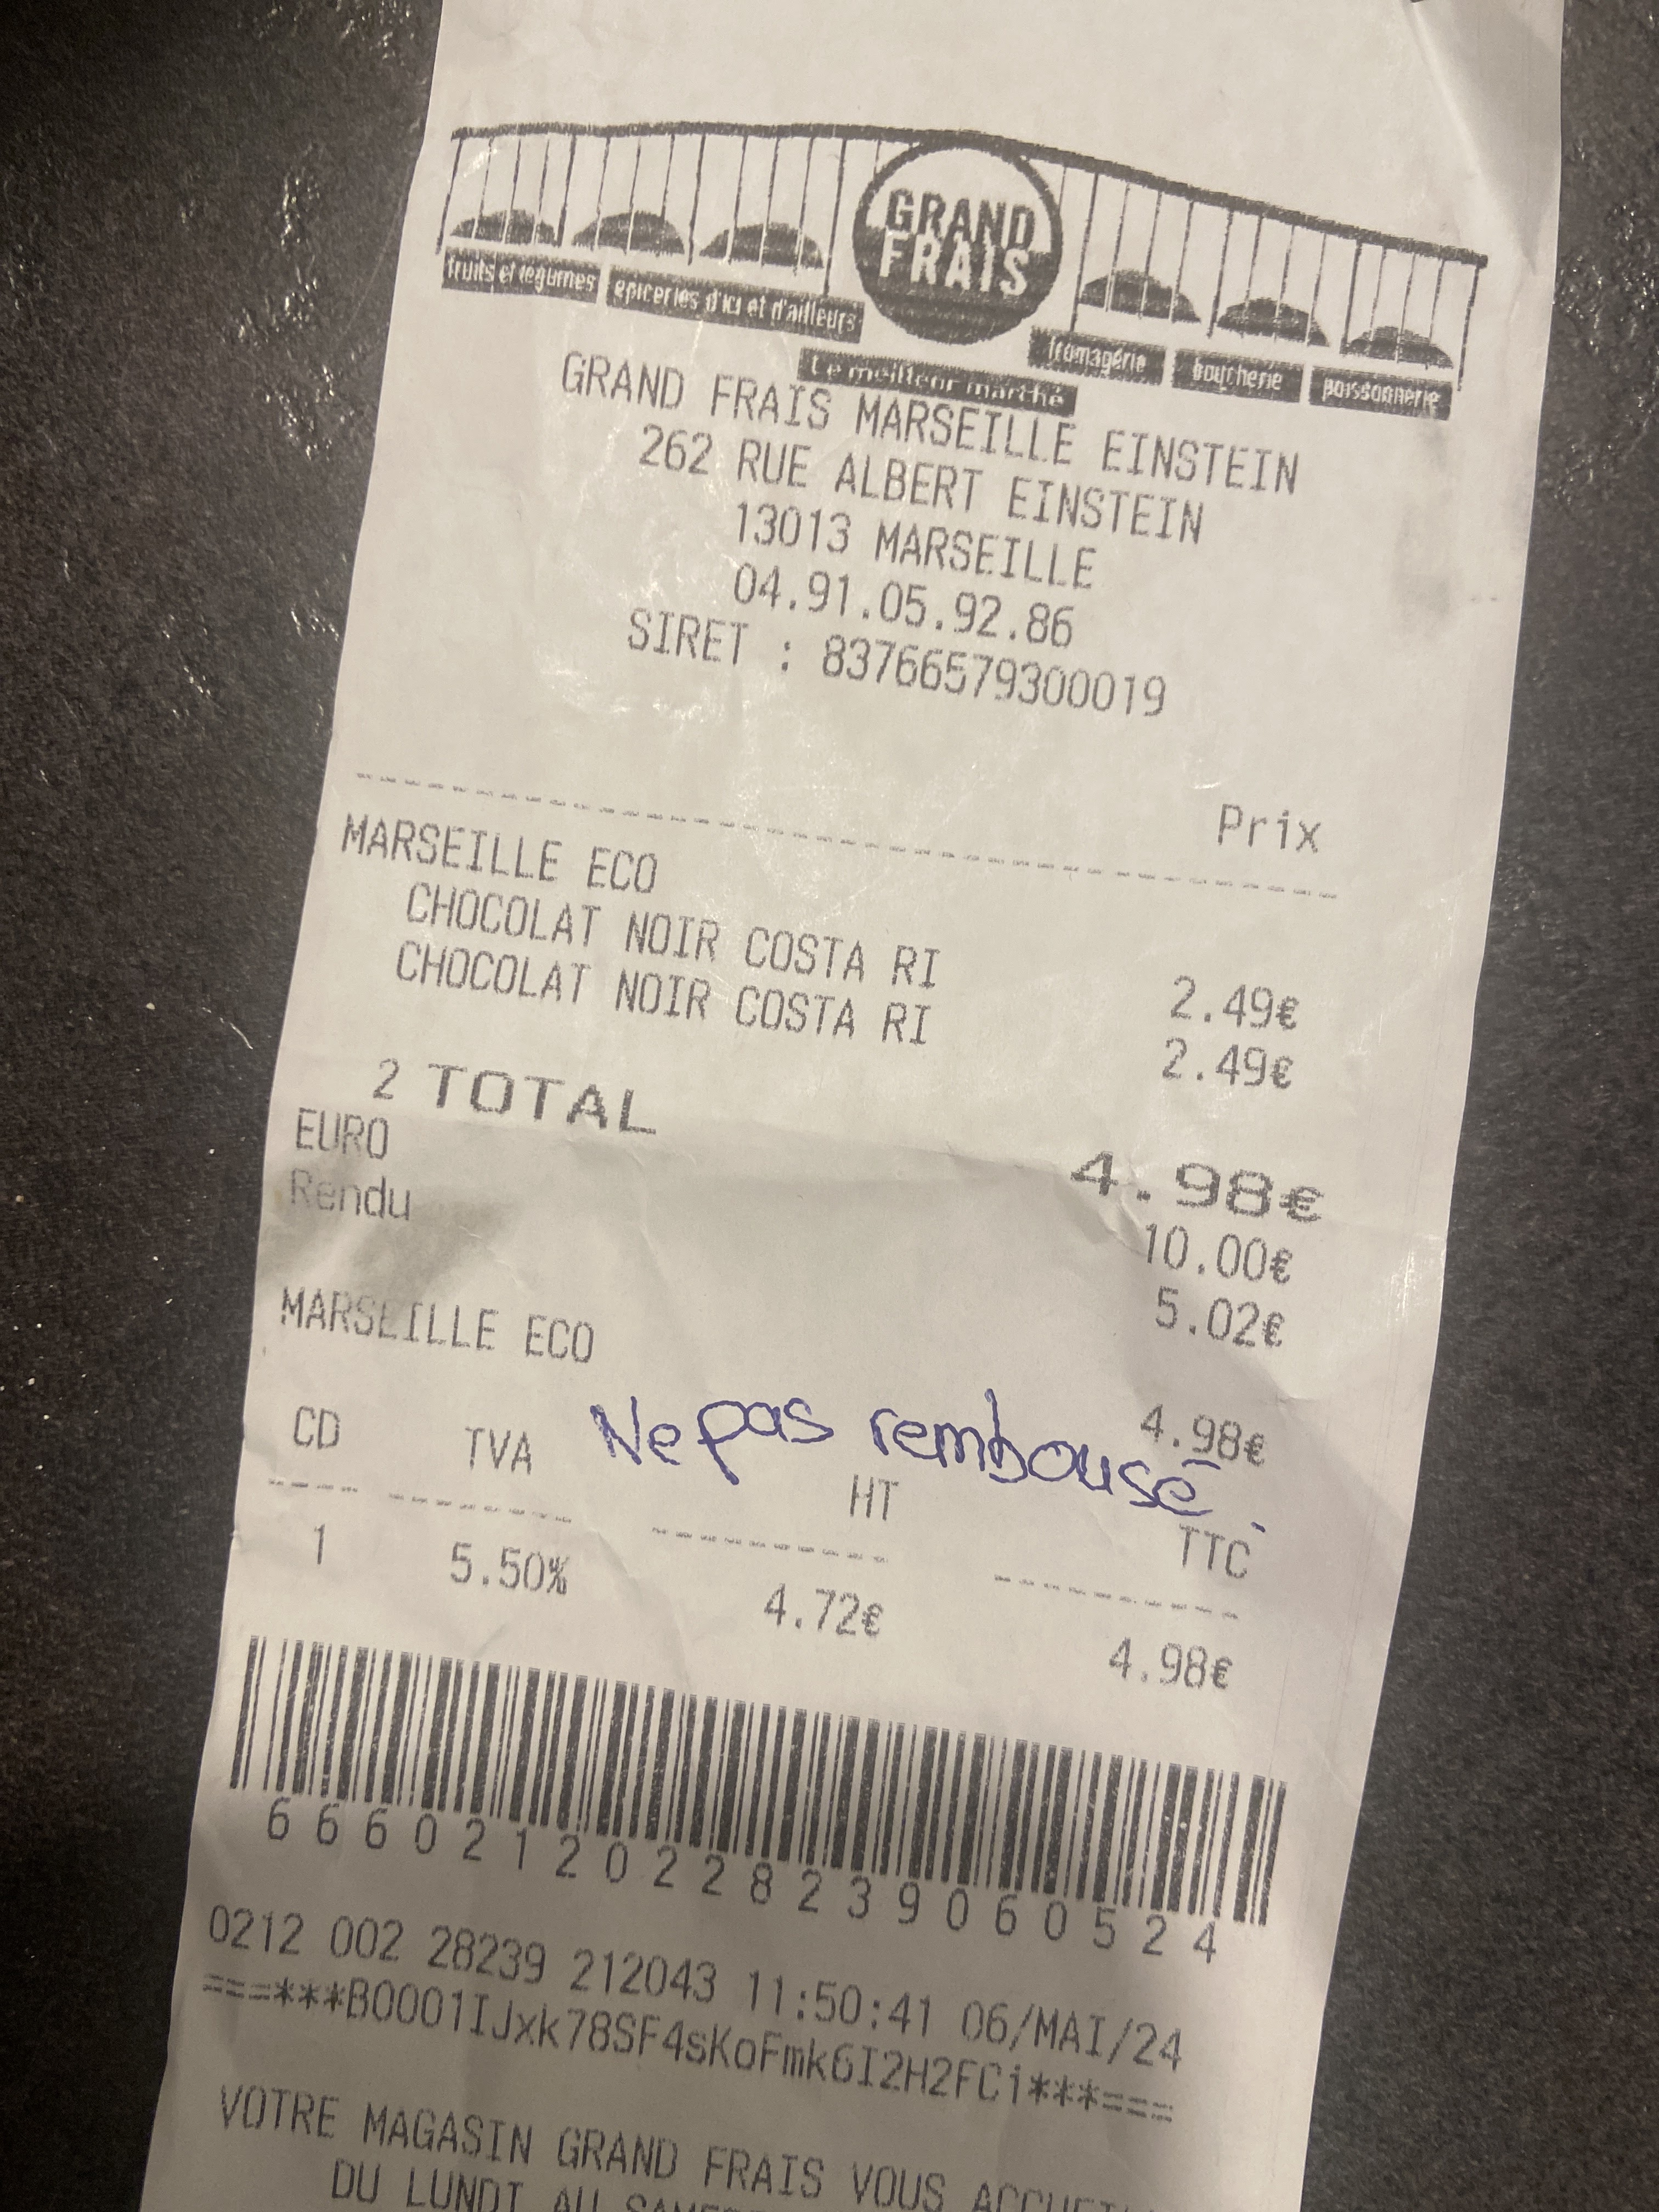 GRAND
FRAIS
fruits et légumes
épiceries d'ici et d'ailleurs
fromagerie
boucherie
poissonnerie
Le meilleur marché
GRAND FRAIS MARSEILLE EINSTEIN
262 RUE ALBERT EINSTEIN
13013 MARSEILLE
04.91.05.92.86
SIRET : 83766579300019
Prix
MARSEILLE ECO
CHOCOLAT NOIR COSTA RI 2.49€
CHOCOLAT NOIR COSTA RI 2.49€
2 TOTAL 4.98€
EURO 10.00€
Rendu 5.02€
MARSEILLE ECO 4.98€
Ne pas rembousé.
CD TVA HT TTC
1 5.50% 4.72€ 4.98€
66602120228239060524
0212 002 28239 212043 11:50:41 06/MAI/24
===***B0001IJxk78SF4sKoFmk6I2H2FCi***===
VOTRE MAGASIN GRAND FRAIS VOUS
DU LUNDI AU